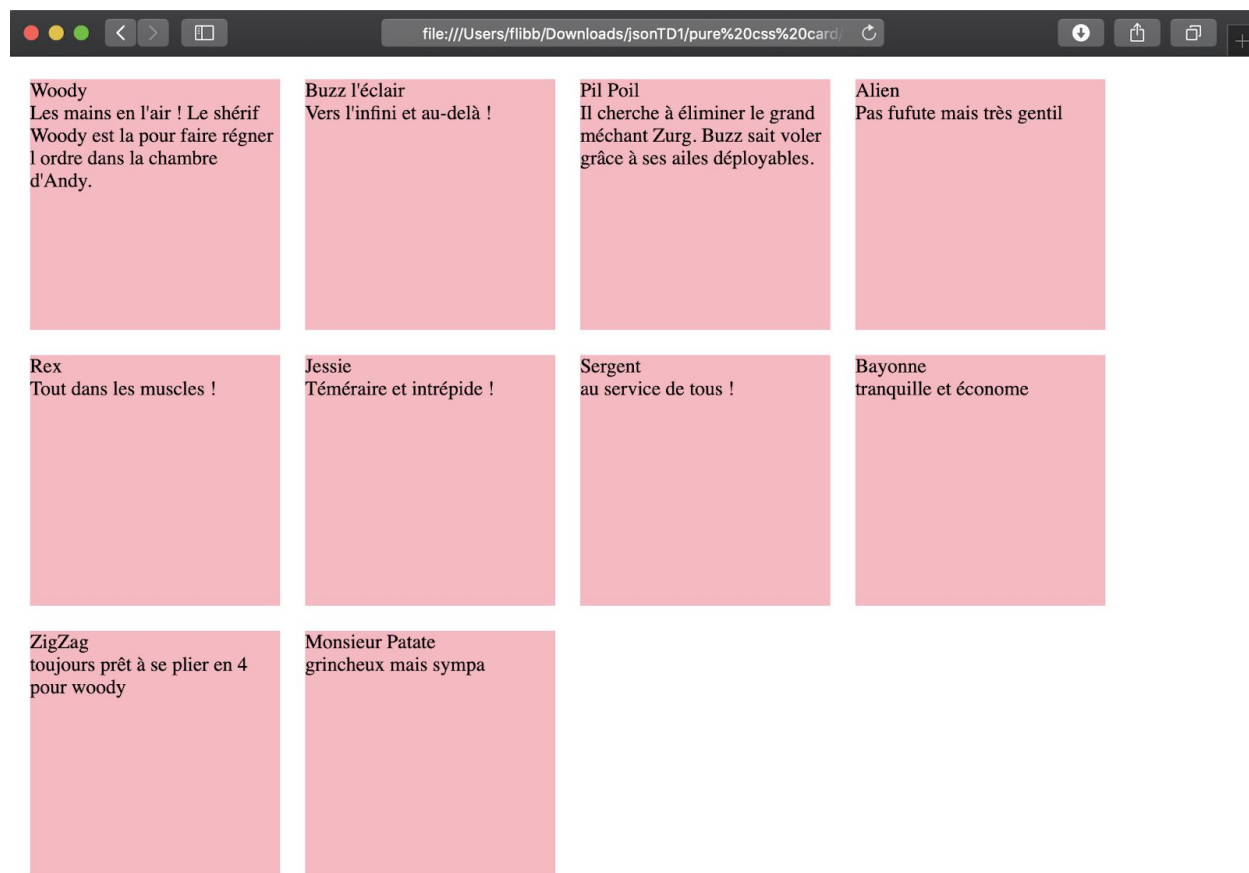 file:///Users/flibb/Downloads/jsonTD1/pure%20css%20card/
Woody
Les mains en l'air ! Le shérif
Woody est la pour faire régner
l ordre dans la chambre
d'Andy.
Buzz l'éclair
Vers l'infini et au-delà !
Pil Poil
Il cherche à éliminer le grand
méchant Zurg. Buzz sait voler
grâce à ses ailes déployables.
Alien
Pas fufute mais très gentil
Rex
Tout dans les muscles !
Jessie
Téméraire et intrépide !
Sergent
au service de tous !
Bayonne
tranquille et économe
ZigZag
toujours prêt à se plier en 4
pour woody
Monsieur Patate
grincheux mais sympa